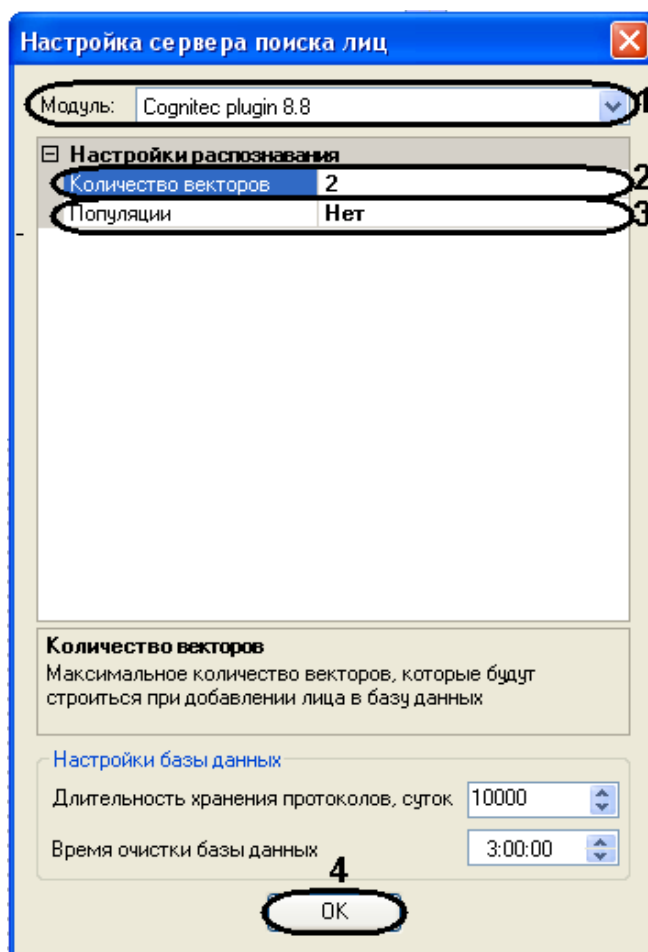 Настройка сервера поиска лиц
Модуль: Cognitec plugin 8.8 1
Настройки распознавания
Количество векторов 2 2
Популяции Нет 3
Количество векторов
Максимальное количество векторов, которые будут
строиться при добавлении лица в базу данных
Настройки базы данных
Длительность хранения протоколов, суток 10000
Время очистки базы данных 3:00:00
4
OK